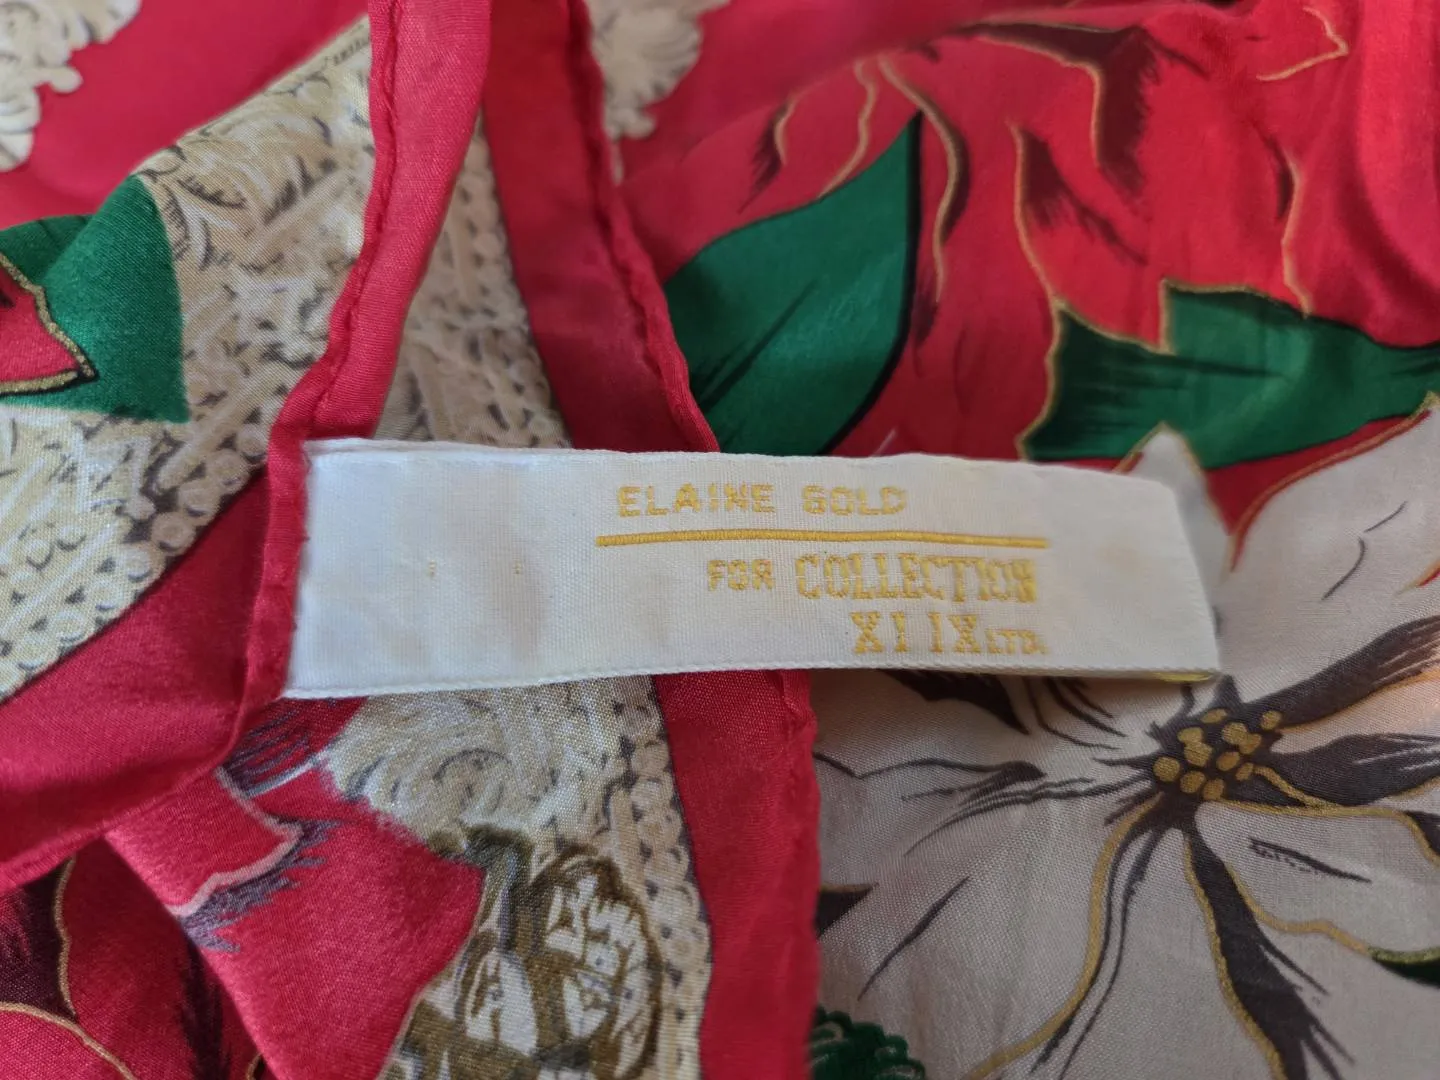 ELAINE GOLD
FOR COLLECTION
XIIX LTD.